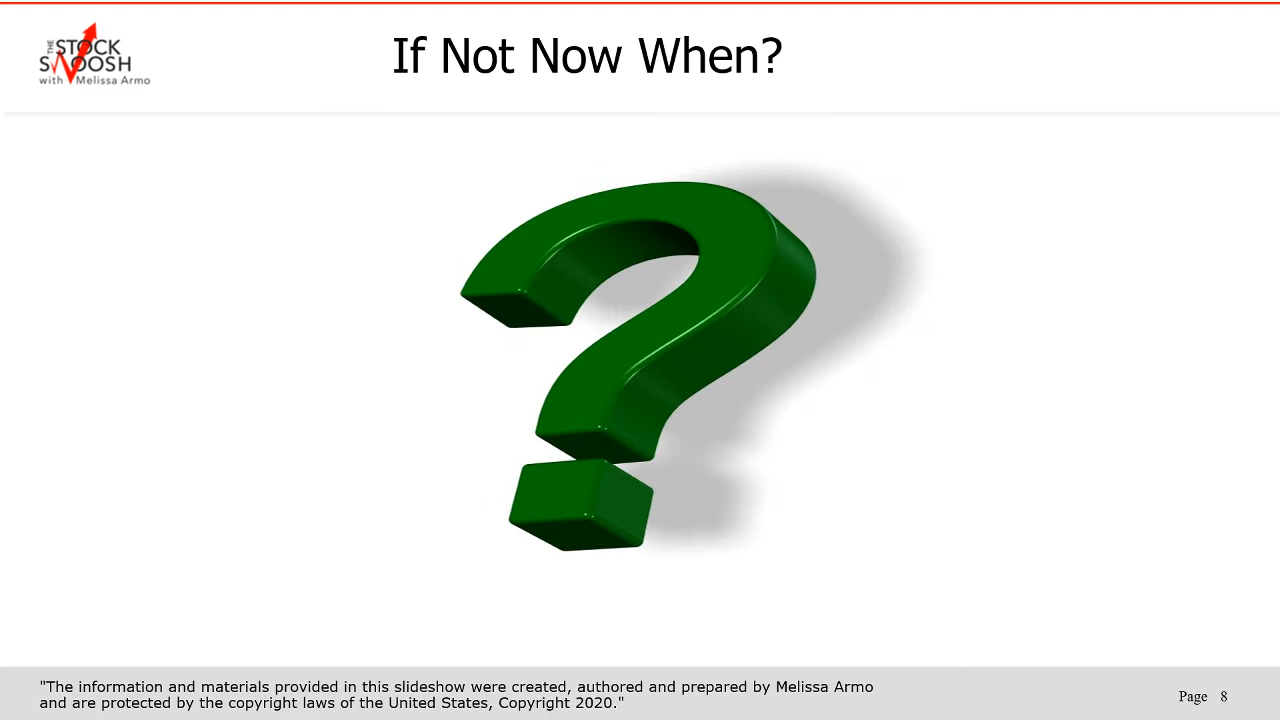 THE
STOCK
SWOOSH
with Melissa Armo
If Not Now When?
?
"The information and materials provided in this slideshow were created, authored and prepared by Melissa Armo
and are protected by the copyright laws of the United States, Copyright 2020."
Page 8